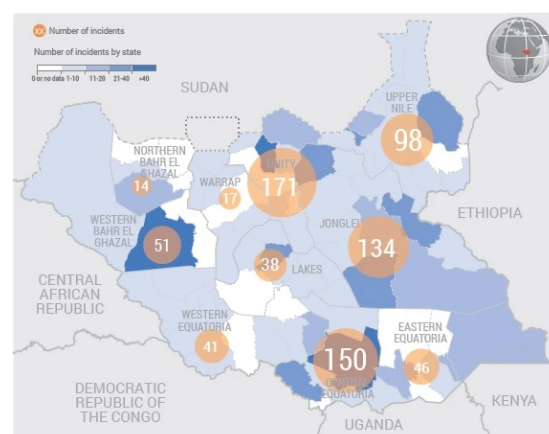 XX Number of incidents
Number of incidents by state
0 or no data 1-10 11-20 21-40 >40
SUDAN
UPPER
NILE
98
NORTHERN
BAHR EL
GHAZAL
14
WARRAP
17
UNITY
171
WESTERN
BAHR EL
GHAZAL
51
JONGLEI
134
ETHIOPIA
38
LAKES
CENTRAL
AFRICAN
REPUBLIC
WESTERN
EQUATORIA
41
150
CENTRAL
EQUATORIA
EASTERN
EQUATORIA
46
DEMOCRATIC
REPUBLIC OF
THE CONGO
UGANDA
KENYA